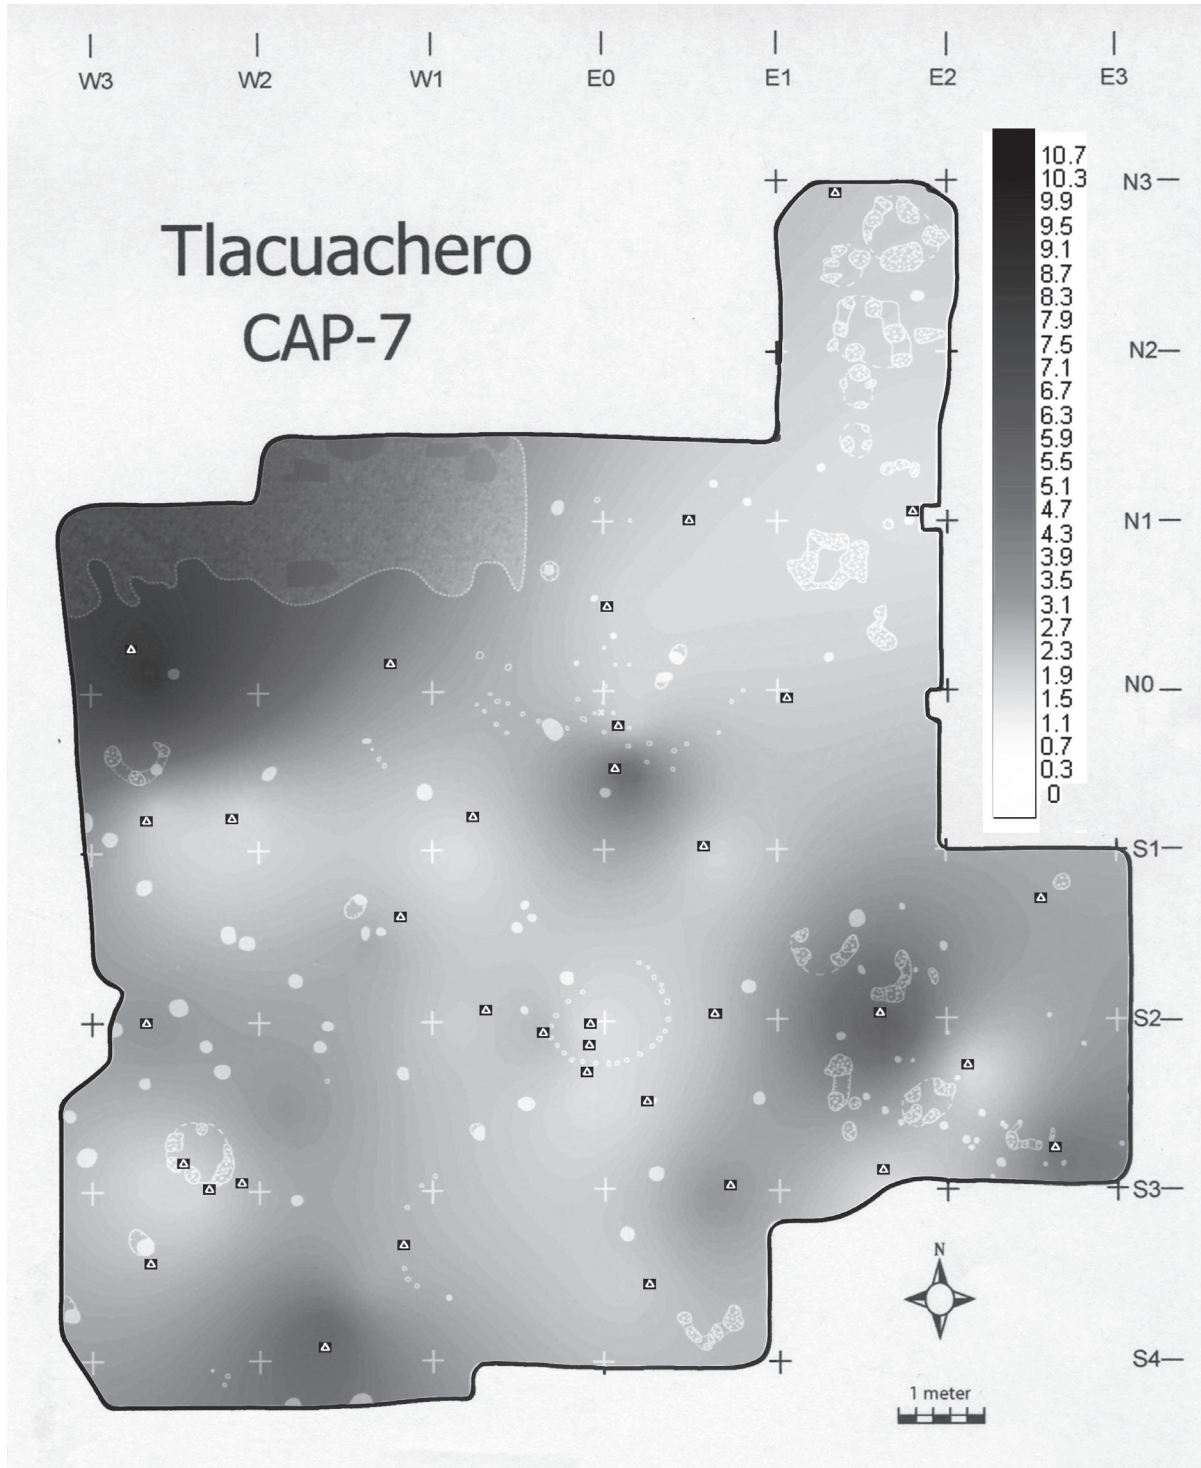 W3 W2 W1 E0 E1 E2 E3
Tlacuachero
CAP-7
10.7
10.3
9.9
9.5
9.1
8.7
8.3
7.9
7.5
7.1
6.7
6.3
5.9
5.5
5.1
4.7
4.3
3.9
3.5
3.1
2.7
2.3
1.9
1.5
1.1
0.7
0.3
0
N3
N2
N1
N0
S1
S2
S3
S4
N
1 meter